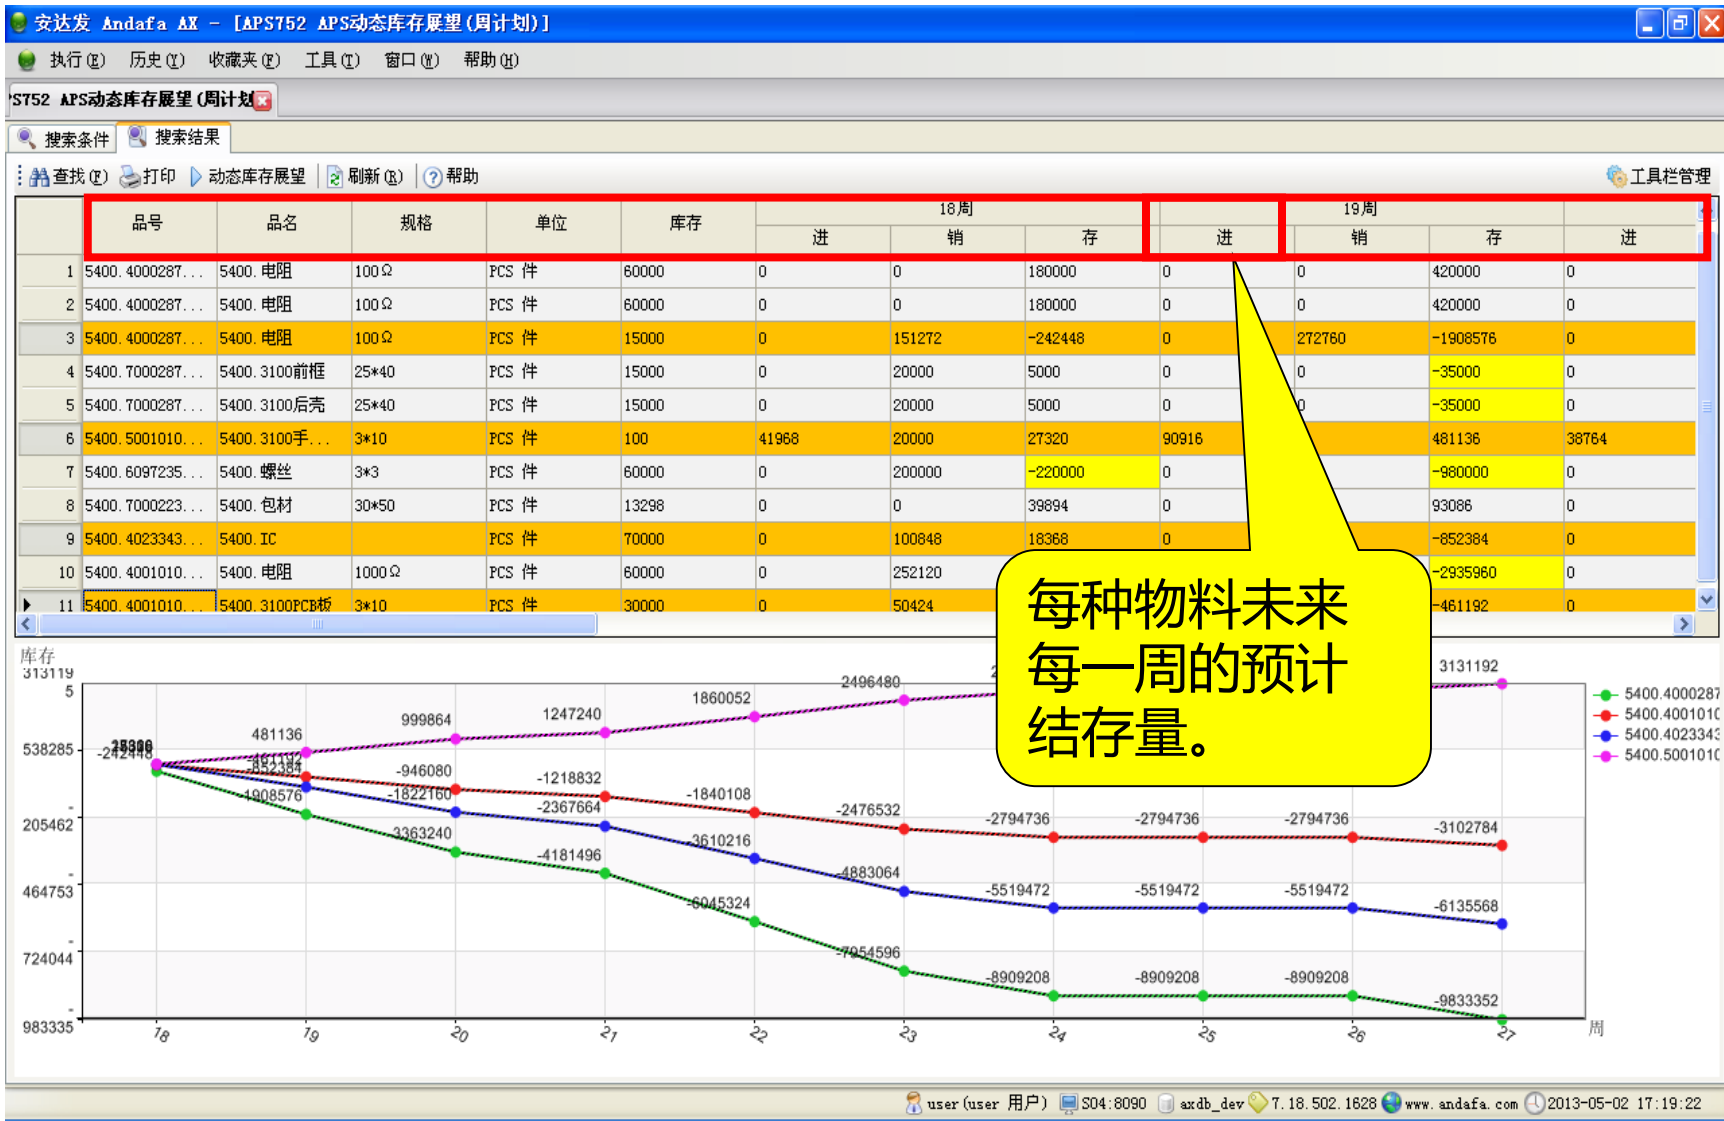 安达发 Andafa AX - [APS752 APS动态库存展望(周计划)]
执行(E) 历史(Y) 收藏夹(F) 工具(T) 窗口(W) 帮助(H)
S752 APS动态库存展望(周计划
搜索条件 搜索结果
查找(F) 打印 动态库存展望 刷新(R) 帮助 工具栏管理
品号 品名 规格 单位 库存 18周 19周
进 销 存 进 销 存 进
1 5400.4000287... 5400.电阻 100Ω PCS 件 60000 0 0 180000 0 0 420000 0
2 5400.4000287... 5400.电阻 100Ω PCS 件 60000 0 0 180000 0 0 420000 0
3 5400.4000287... 5400.电阻 100Ω PCS 件 15000 0 151272 -242448 0 272760 -1908576 0
4 5400.7000287... 5400.3100前框 25*40 PCS 件 15000 0 20000 5000 0 0 -35000 0
5 5400.7000287... 5400.3100后壳 25*40 PCS 件 15000 0 20000 5000 0 0 -35000 0
6 5400.5001010... 5400.3100手... 3*10 PCS 件 100 41968 20000 27320 90916 481136 38764
7 5400.6097235... 5400.螺丝 3*3 PCS 件 60000 0 200000 -220000 0 -980000 0
8 5400.7000223... 5400.包材 30*50 PCS 件 13298 0 0 39894 0 93086 0
9 5400.4023343... 5400.IC PCS 件 70000 0 100848 18368 0 -852384 0
10 5400.4001010... 5400.电阻 1000Ω PCS 件 60000 0 252120 -2935960 0
11 5400.4001010... 5400.3100PCB板 3*10 PCS 件 30000 0 50424 -461192 0
每种物料未来
每一周的预计
结存量。
库存
313119
5
538285
-
205462
-
464753
-
724044
-
983335
481136 999864 1247240 1860052 2496480 3131192
-242448 -461192 -946080 -1218832 -1840108 -2476532 -2794736 -2794736 -2794736 -3102784
-852384 -1822160 -2367664 -3610216 -4883064 -5519472 -5519472 -5519472 -6135568
-1908576 -3363240 -4181496 -6045324 -7954596 -8909208 -8909208 -8909208 -9833352
18 19 20 21 22 23 24 25 26 27 周
5400.4000287
5400.4001010
5400.4023343
5400.5001010
user(user 用户) S04:8090 axdb_dev 7.18.502.1628 www.andafa.com 2013-05-02 17:19:22